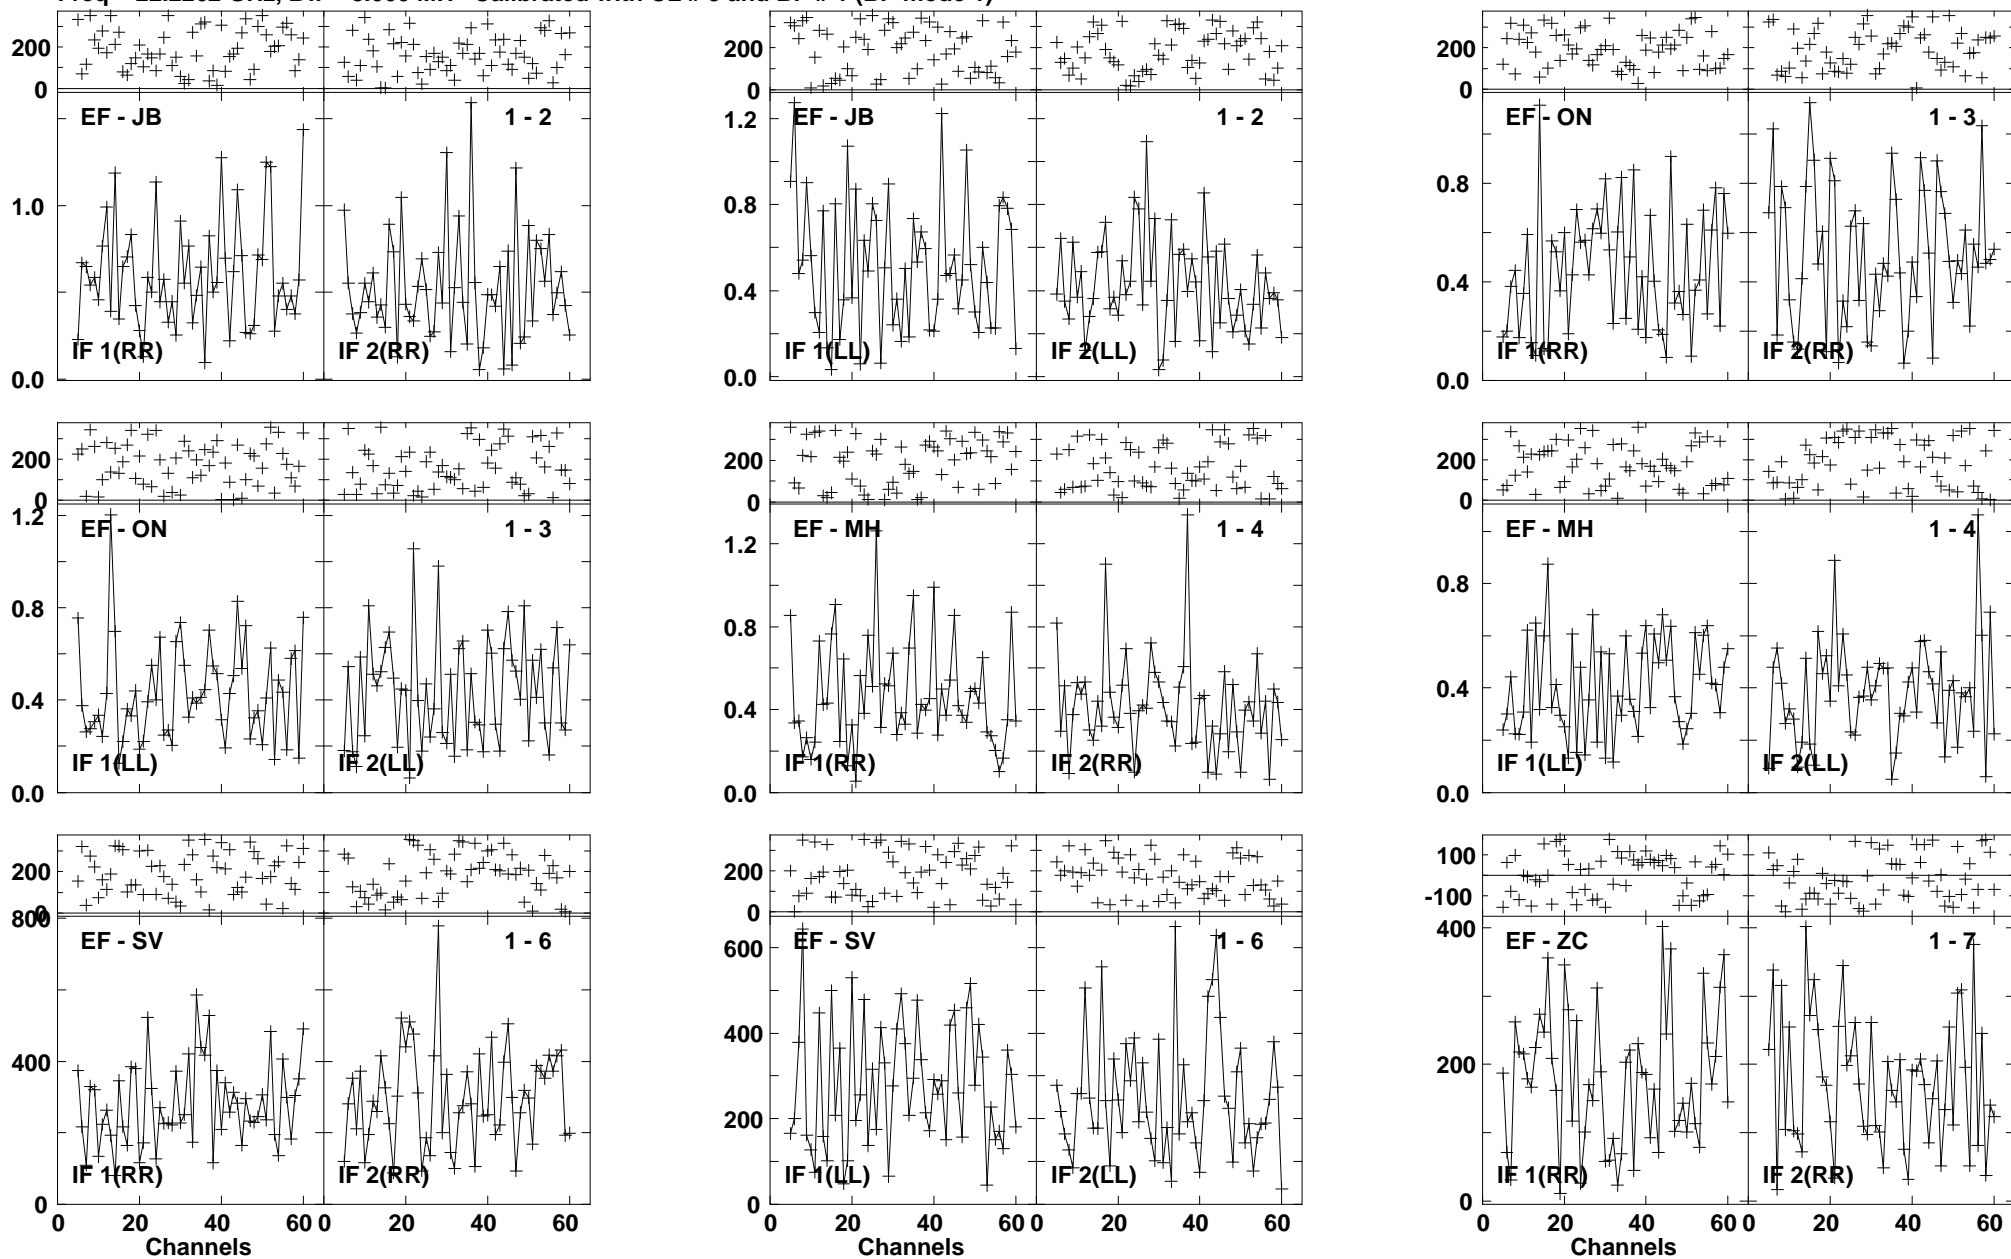 200
0
EF - JB
1 - 2
1.0
0.0
IF 1(RR)
IF 2(RR)
200
0
EF - JB
1 - 2
1.2
0.8
0.4
0.0
IF 1(LL)
IF 2(LL)
200
0
EF - ON
1 - 3
0.8
0.4
0.0
IF 1(RR)
IF 2(RR)
200
0
1.2
EF - ON
1 - 3
0.8
0.4
0.0
IF 1(LL)
IF 2(LL)
200
0
EF - MH
1 - 4
1.2
0.8
0.4
0.0
IF 1(RR)
IF 2(RR)
200
0
EF - MH
1 - 4
0.8
0.4
0.0
IF 1(LL)
IF 2(LL)
200
0
800
EF - SV
1 - 6
400
0
IF 1(RR)
IF 2(RR)
0 20 40 60 0 20 40 60
Channels
200
0
EF - SV
1 - 6
600
400
200
0
IF 1(LL)
IF 2(LL)
0 20 40 60 0 20 40 60
Channels
100
-100
400
EF - ZC
1 - 7
200
0
IF 1(RR)
IF 2(RR)
0 20 40 60 0 20 40 60
Channels